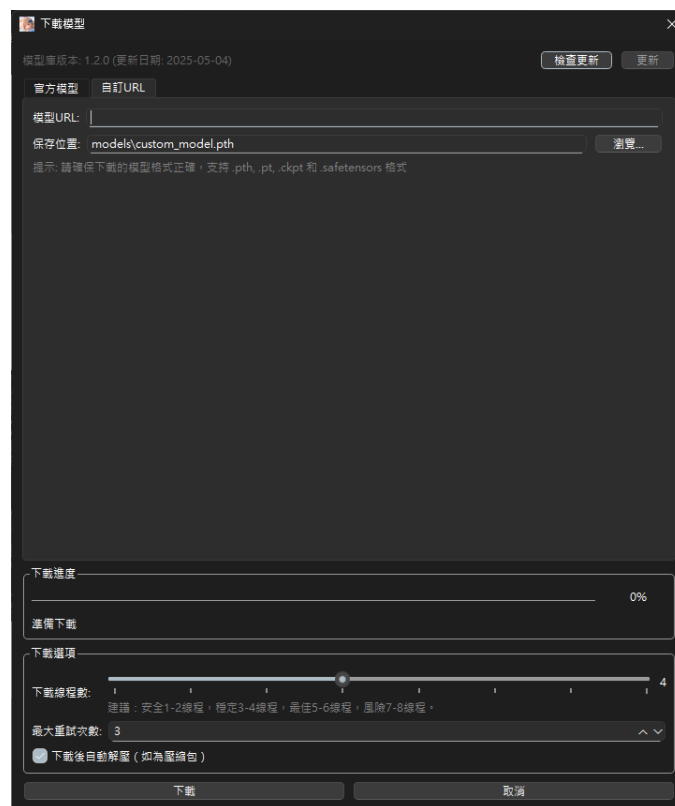 下載模型
模型庫版本: 1.2.0 (更新日期: 2025-05-04)
檢查更新
更新
官方模型
自訂URL
模型URL:
保存位置: models\custom_model.pth
瀏覽...
提示: 請確保下載的模型格式正確，支持 .pth, .pt, .ckpt 和 .safetensors 格式
下載進度
0%
準備下載
下載選項
下載線程數:
4
建議：安全1-2線程，穩定3-4線程，最佳5-6線程，風險7-8線程。
最大重試次數: 3
下載後自動解壓 ( 如為壓縮包 )
下載
取消